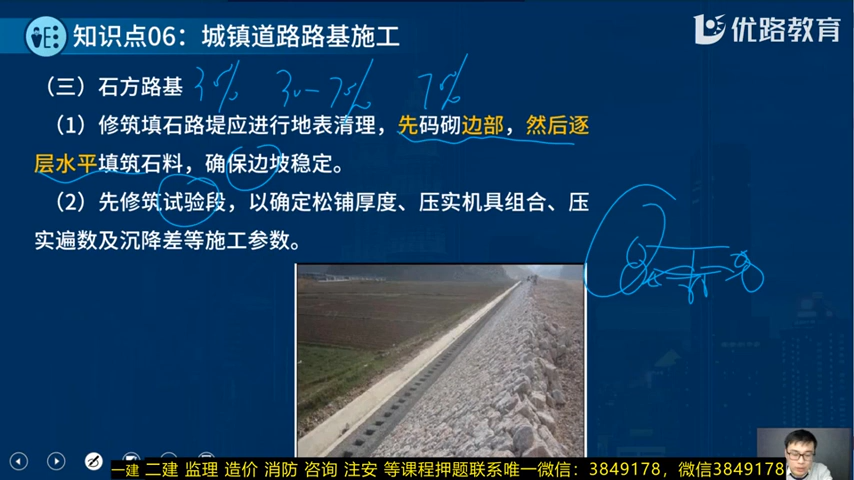 知识点06：城镇道路路基施工
优路教育
（三）石方路基 30% 30-70% 70%
（1）修筑填石路堤应进行地表清理，先码砌边部，然后逐
层水平填筑石料，确保边坡稳定。
（2）先修筑试验段，以确定松铺厚度、压实机具组合、压
实遍数及沉降差等施工参数。
一建 二建 监理 造价 消防 咨询 注安 等课程押题联系唯一微信：3849178，微信3849178